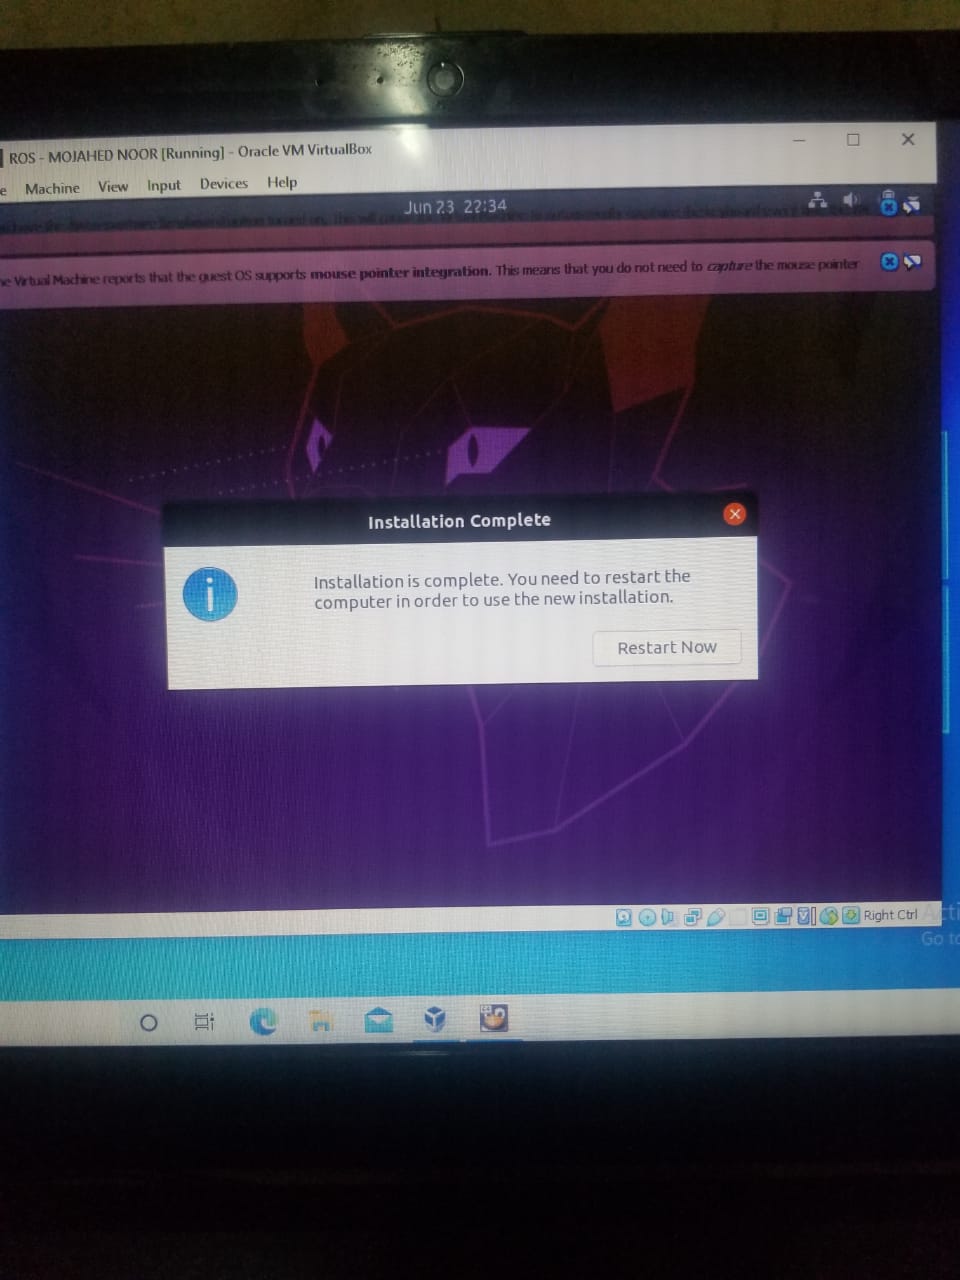 ROS - MOJAHED NOOR [Running] - Oracle VM VirtualBox
e Machine View Input Devices Help
Jun 23 22:34
he Virtual Machine reports that the guest OS supports mouse pointer integration. This means that you do not need to capture the mouse pointer
Installation Complete
Installation is complete. You need to restart the
computer in order to use the new installation.
Restart Now
Right Ctrl
Acti
Go to